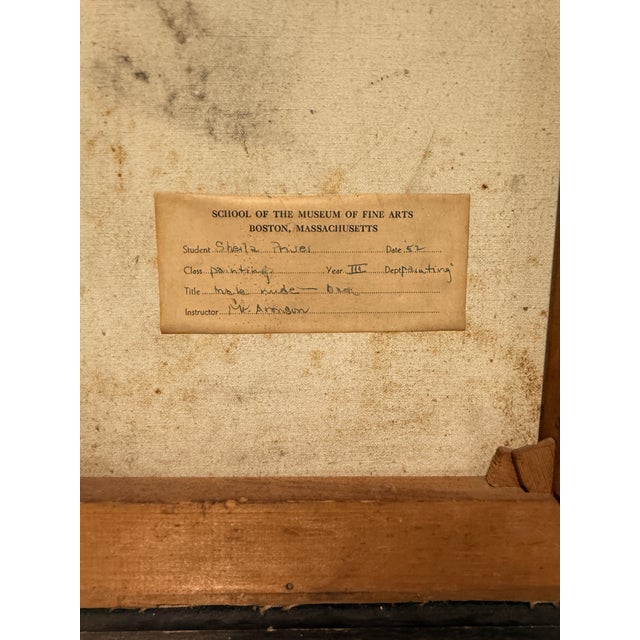 SCHOOL OF THE MUSEUM OF FINE ARTS
BOSTON, MASSACHUSETTS
Student Sheila Date 52
Class painting Year III Dept painting
Title male nude —
Instructor Mr. Aronson